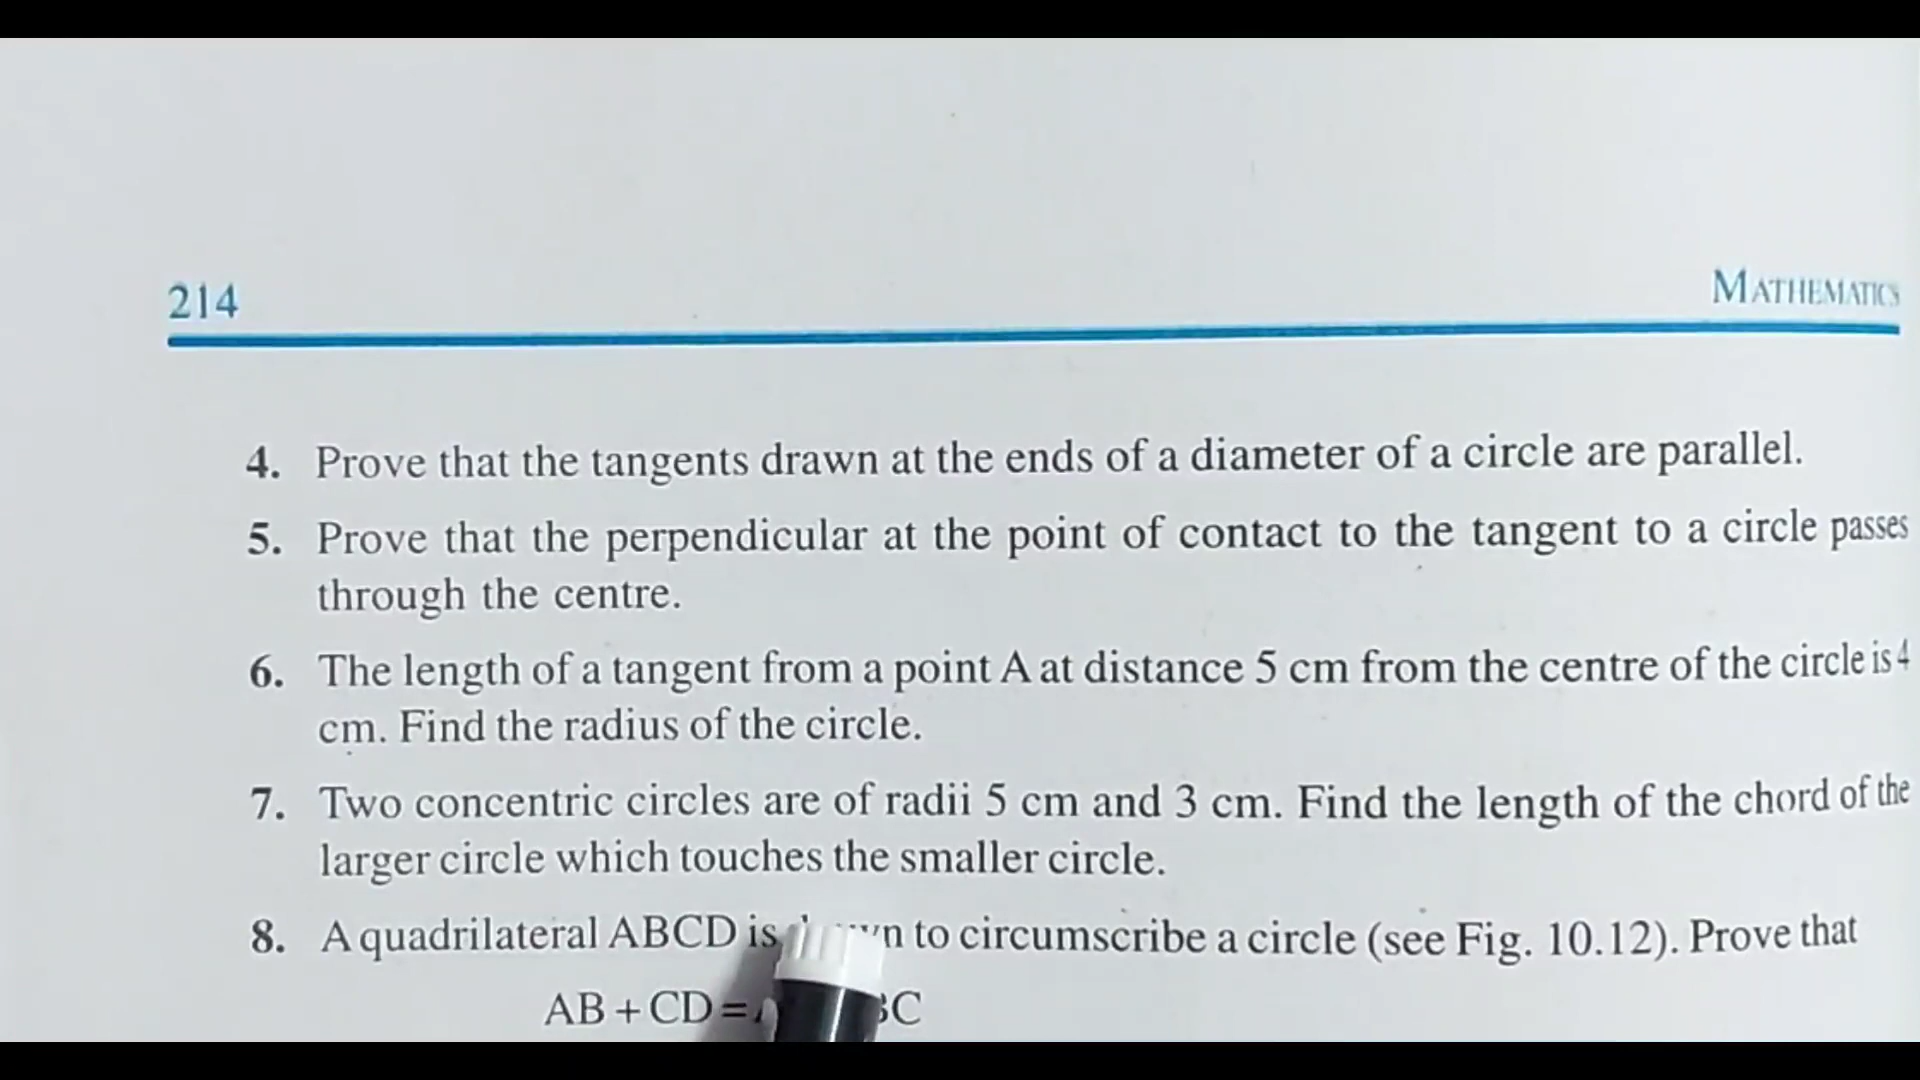 214
MATHEMATICS
4. Prove that the tangents drawn at the ends of a diameter of a circle are parallel.
5. Prove that the perpendicular at the point of contact to the tangent to a circle passes
through the centre.
6. The length of a tangent from a point A at distance 5 cm from the centre of the circle is 4
cm. Find the radius of the circle.
7. Two concentric circles are of radii 5 cm and 3 cm. Find the length of the chord of the
larger circle which touches the smaller circle.
8. A quadrilateral ABCD is to circumscribe a circle (see Fig. 10.12). Prove that
AB + CD =